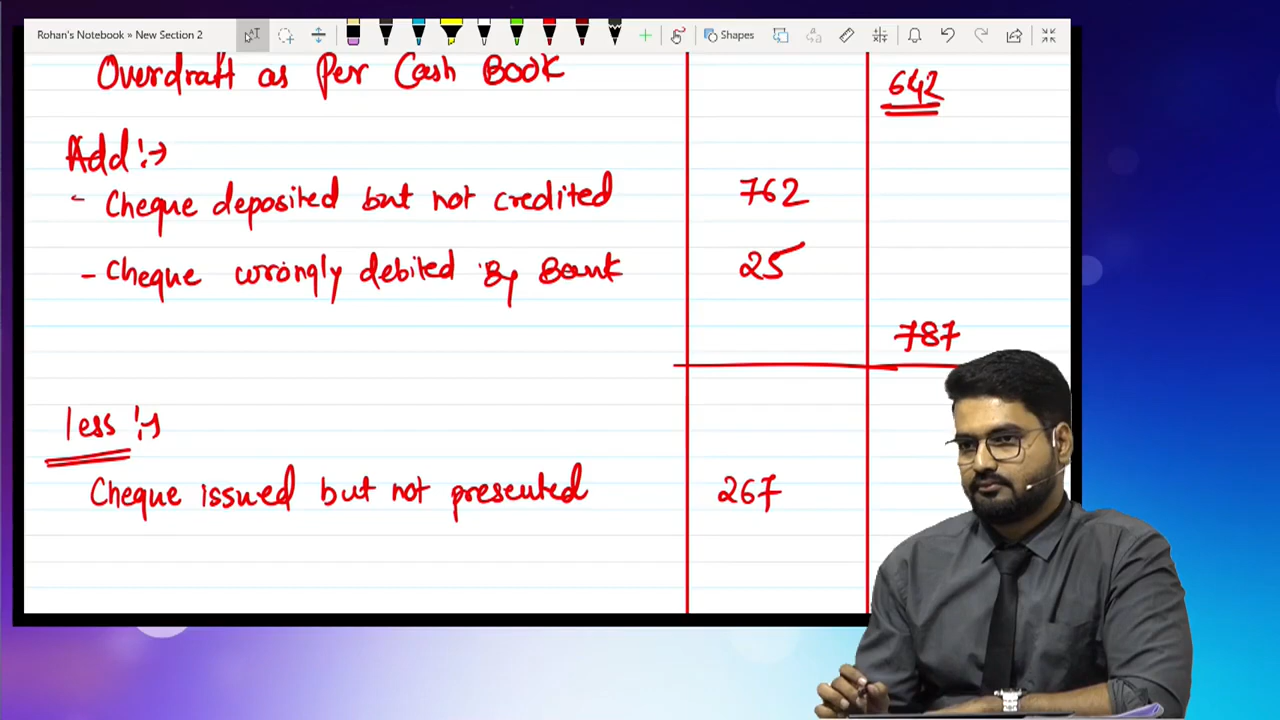 Rohan's Notebook » New Section 2
Shapes
Overdraft as Per Cash Book 642
Add :→
- Cheque deposited but not credited 762
- Cheque wrongly debited By Bank 25
787
less :→
Cheque issued but not presented 267